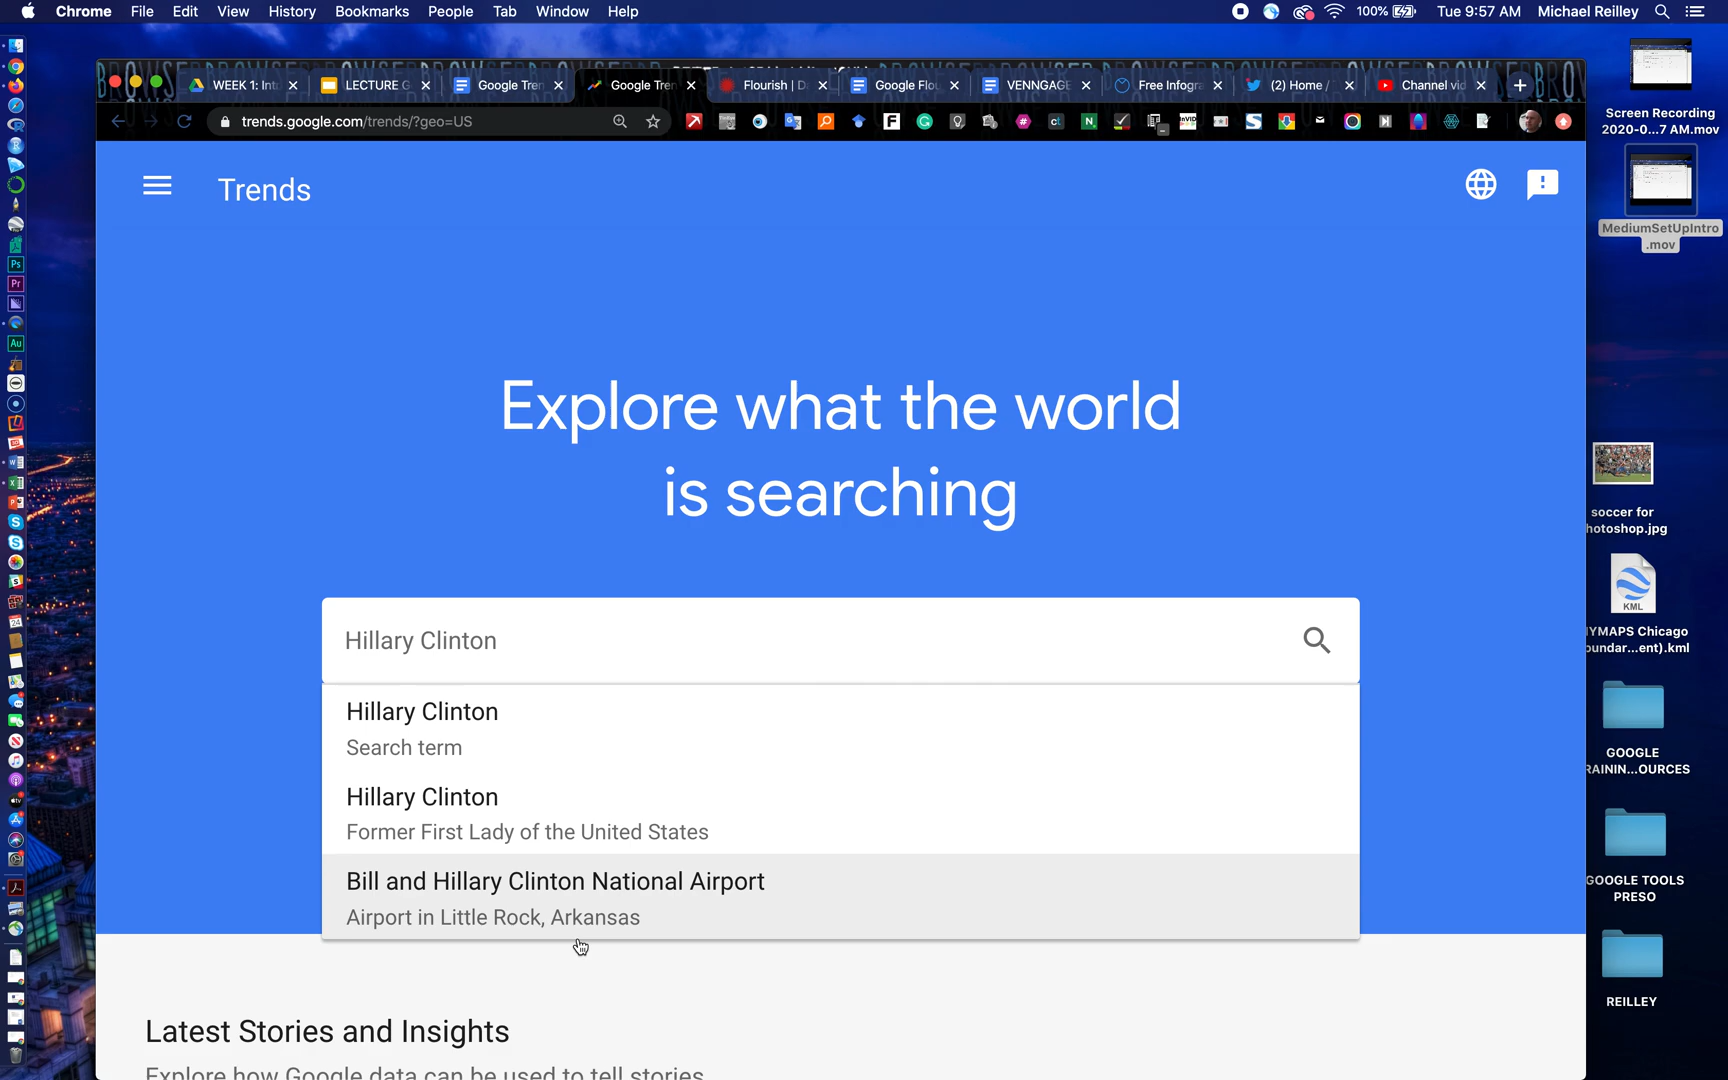 Chrome File Edit View History Bookmarks People Tab Window Help
100% Tue 9:57 AM Michael Reilley
WEEK 1: Int
LECTURE G
Google Tren
Google Tren
Flourish | D
Google Flou
VENNGAGE
Free Infogra
(2) Home /
Channel vid
trends.google.com/trends/?geo=US
Trends
Explore what the world
is searching
Hillary Clinton
Hillary Clinton
Search term
Hillary Clinton
Former First Lady of the United States
Bill and Hillary Clinton National Airport
Airport in Little Rock, Arkansas
Latest Stories and Insights
Explore how Google data can be used to tell stories
Screen Recording
2020-0...7 AM.mov
MediumSetUpIntro
.mov
soccer for
hotoshop.jpg
KML
YMAPS Chicago
oundar...ent).kml
GOOGLE
RAININ...OURCES
GOOGLE TOOLS
PRESO
REILLEY